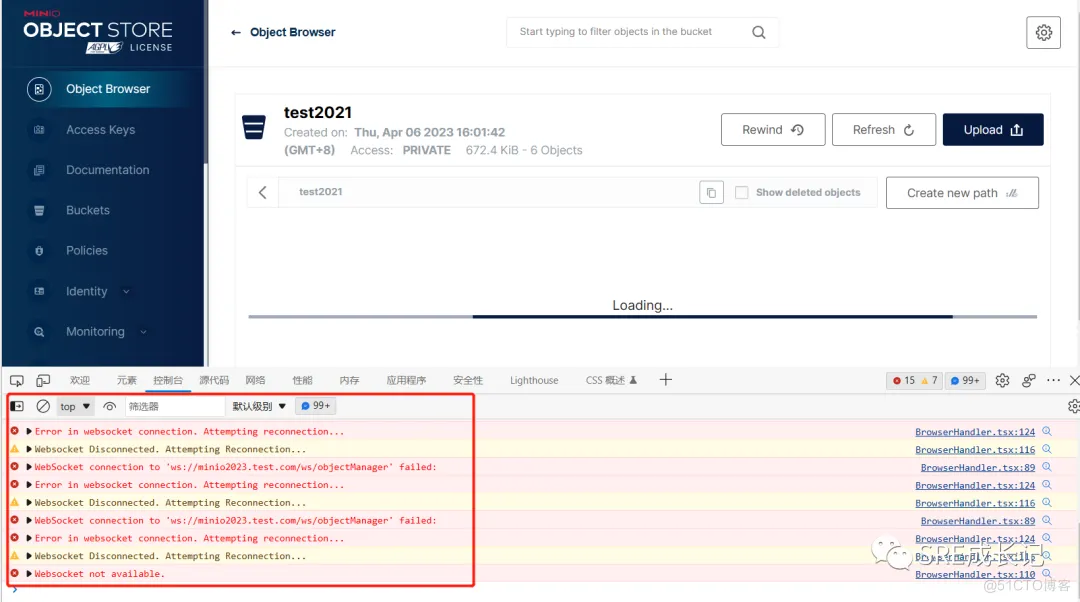 MINIO
OBJECT STORE
AGPLv3 LICENSE
Object Browser
Access Keys
Documentation
Buckets
Policies
Identity
Monitoring
← Object Browser
Start typing to filter objects in the bucket
test2021
Created on: Thu, Apr 06 2023 16:01:42
(GMT+8) Access: PRIVATE 672.4 KiB - 6 Objects
Rewind
Refresh
Upload
test2021
Show deleted objects
Create new path
Loading...
欢迎 元素 控制台 源代码 网络 性能 内存 应用程序 安全性 Lighthouse CSS 概述 15 7 99+
top 筛选器 默认级别 99+
Error in websocket connection. Attempting reconnection... BrowserHandler.tsx:124
Websocket Disconnected. Attempting Reconnection... BrowserHandler.tsx:116
WebSocket connection to 'ws://minio2023.test.com/ws/objectManager' failed: BrowserHandler.tsx:89
Error in websocket connection. Attempting reconnection... BrowserHandler.tsx:124
Websocket Disconnected. Attempting Reconnection... BrowserHandler.tsx:116
WebSocket connection to 'ws://minio2023.test.com/ws/objectManager' failed: BrowserHandler.tsx:89
Error in websocket connection. Attempting reconnection... BrowserHandler.tsx:124
Websocket Disconnected. Attempting Reconnection... BrowserHandler.tsx:116
Websocket not available. BrowserHandler.tsx:110
SRE成长记
@51CTO博客